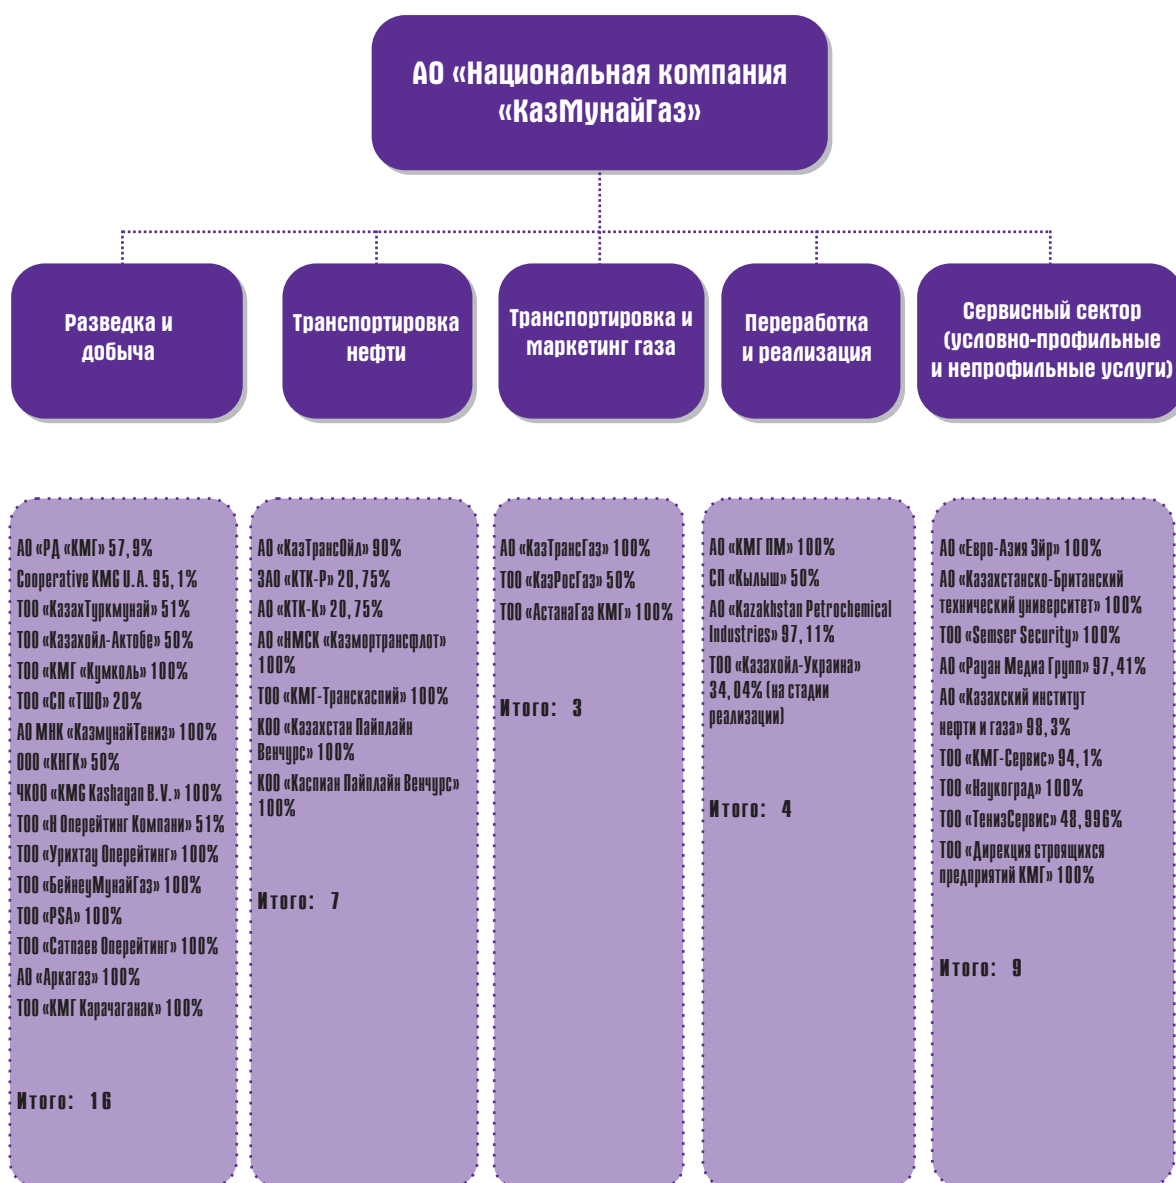 АО «Национальная компания
«КазМунайГаз»
Разведка и
добыча
Транспортировка
нефти
Транспортировка и
маркетинг газа
Переработка
и реализация
Сервисный сектор
(условно-профильные
и непрофильные услуги)
АО «РД «КМГ» 57,9%
Cooperative KMG U.A. 95,1%
ТОО «КазахТуркмунай» 51%
ТОО «Казахойл-Актобе» 50%
ТОО «КМГ «Кумколь» 100%
ТОО «СП «ТШО» 20%
АО МНК «КазмунайТениз» 100%
ООО «КНГК» 50%
ЧКОО «KMG Kashagan B.V.» 100%
ТОО «Н Оперейтинг Компани» 51%
ТОО «Урихтау Оперейтинг» 100%
ТОО «БейнеуМунайГаз» 100%
ТОО «PSA» 100%
ТОО «Сатпаев Оперейтинг» 100%
АО «Аркагаз» 100%
ТОО «КМГ Карачаганак» 100%
Итого: 16
АО «КазТрансОйл» 90%
ЗАО «КТК-Р» 20,75%
АО «КТК-К» 20,75%
АО «НМСК «Казмортрансфлот»
100%
ТОО «КМГ-Транскаспий» 100%
КОО «Казахстан Пайплайн
Венчурс» 100%
КОО «Каспиан Пайплайн Венчурс»
100%
Итого: 7
АО «КазТрансГаз» 100%
ТОО «КазРосГаз» 50%
ТОО «АстанаГаз КМГ» 100%
Итого: 3
АО «КМГ ПМ» 100%
СП «Кылыш» 50%
АО «Kazakhstan Petrochemical
Industries» 97,11%
ТОО «Казахойл-Украина»
34,04% (на стадии
реализации)
Итого: 4
АО «Евро-Азия Эйр» 100%
АО «Казахстанско-Британский
технический университет» 100%
ТОО «Semser Security» 100%
АО «Рауан Медиа Групп» 97,41%
АО «Казахский институт
нефти и газа» 98,3%
ТОО «КМГ-Сервис» 94,1%
ТОО «Наукоград» 100%
ТОО «ТенизСервис» 48,996%
ТОО «Дирекция строящихся
предприятий КМГ» 100%
Итого: 9